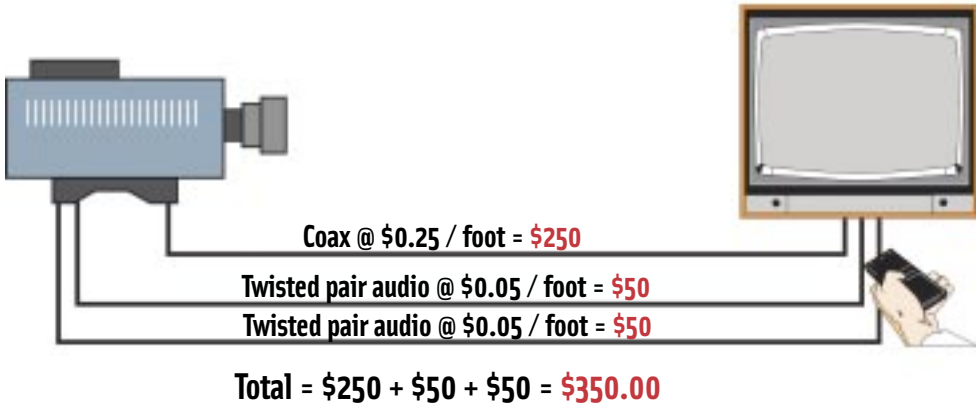 Coax @ $0.25 / foot = $250
Twisted pair audio @ $0.05 / foot = $50
Twisted pair audio @ $0.05 / foot = $50
Total = $250 + $50 + $50 = $350.00